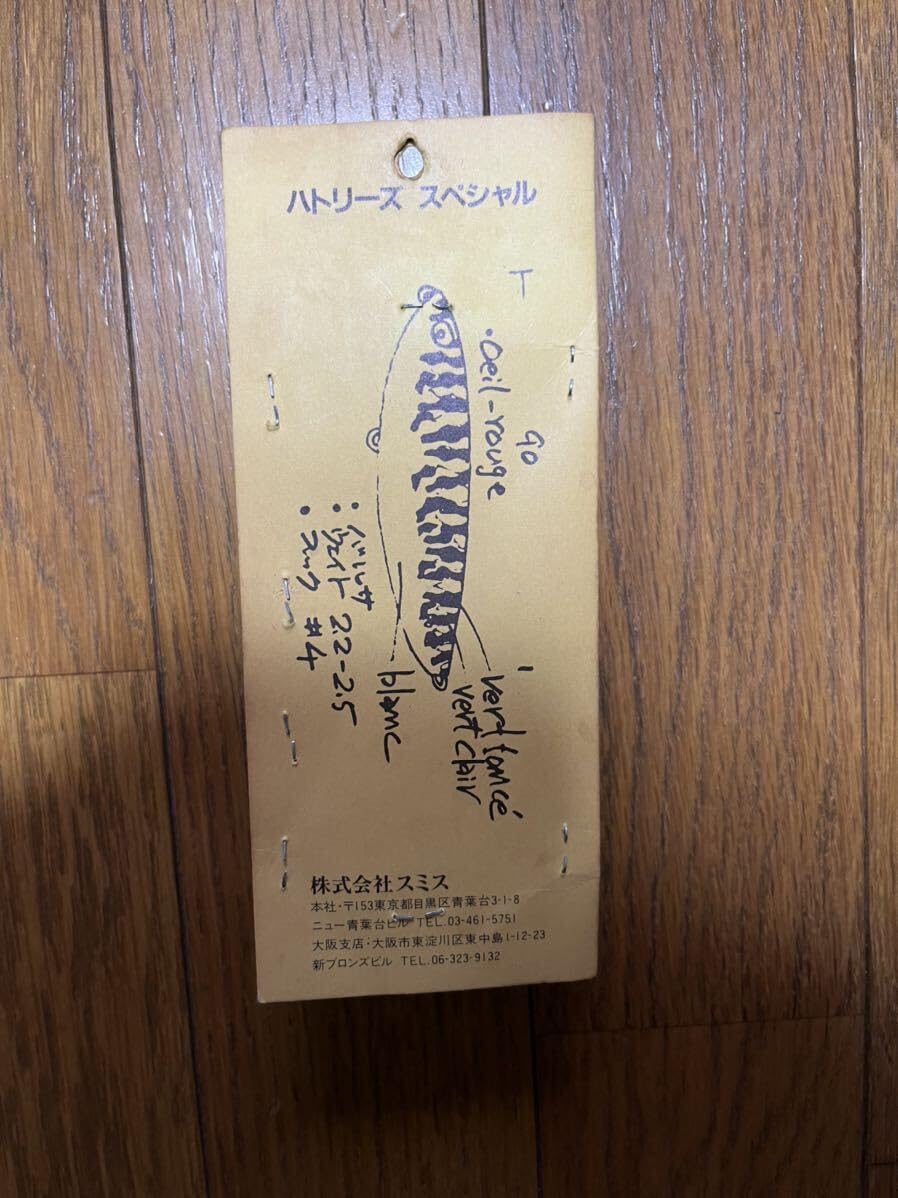 ハトリーズ スペシャル
T
90
・oeil-rouge
vert foncé
vert clair
blanc
・バルサ
・ウェイト 2.2-2.5
・フック #4
株式会社スミス
本社・〒153東京都目黒区青葉台3-1-8
ニュー青葉台ビル TEL.03-461-5751
大阪支店:大阪市東淀川区東中島1-12-23
新ブロンズビル TEL.06-323-9132